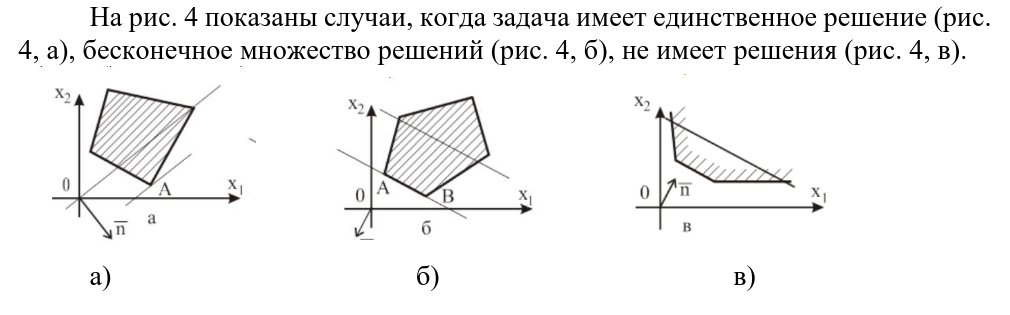 На рис. 4 показаны случаи, когда задача имеет единственное решение (рис.
4, а), бесконечное множество решений (рис. 4, б), не имеет решения (рис. 4, в).
x2 x2 x2
0 A x1 0 A B x1 0 n x1
n а б в
а) б) в)